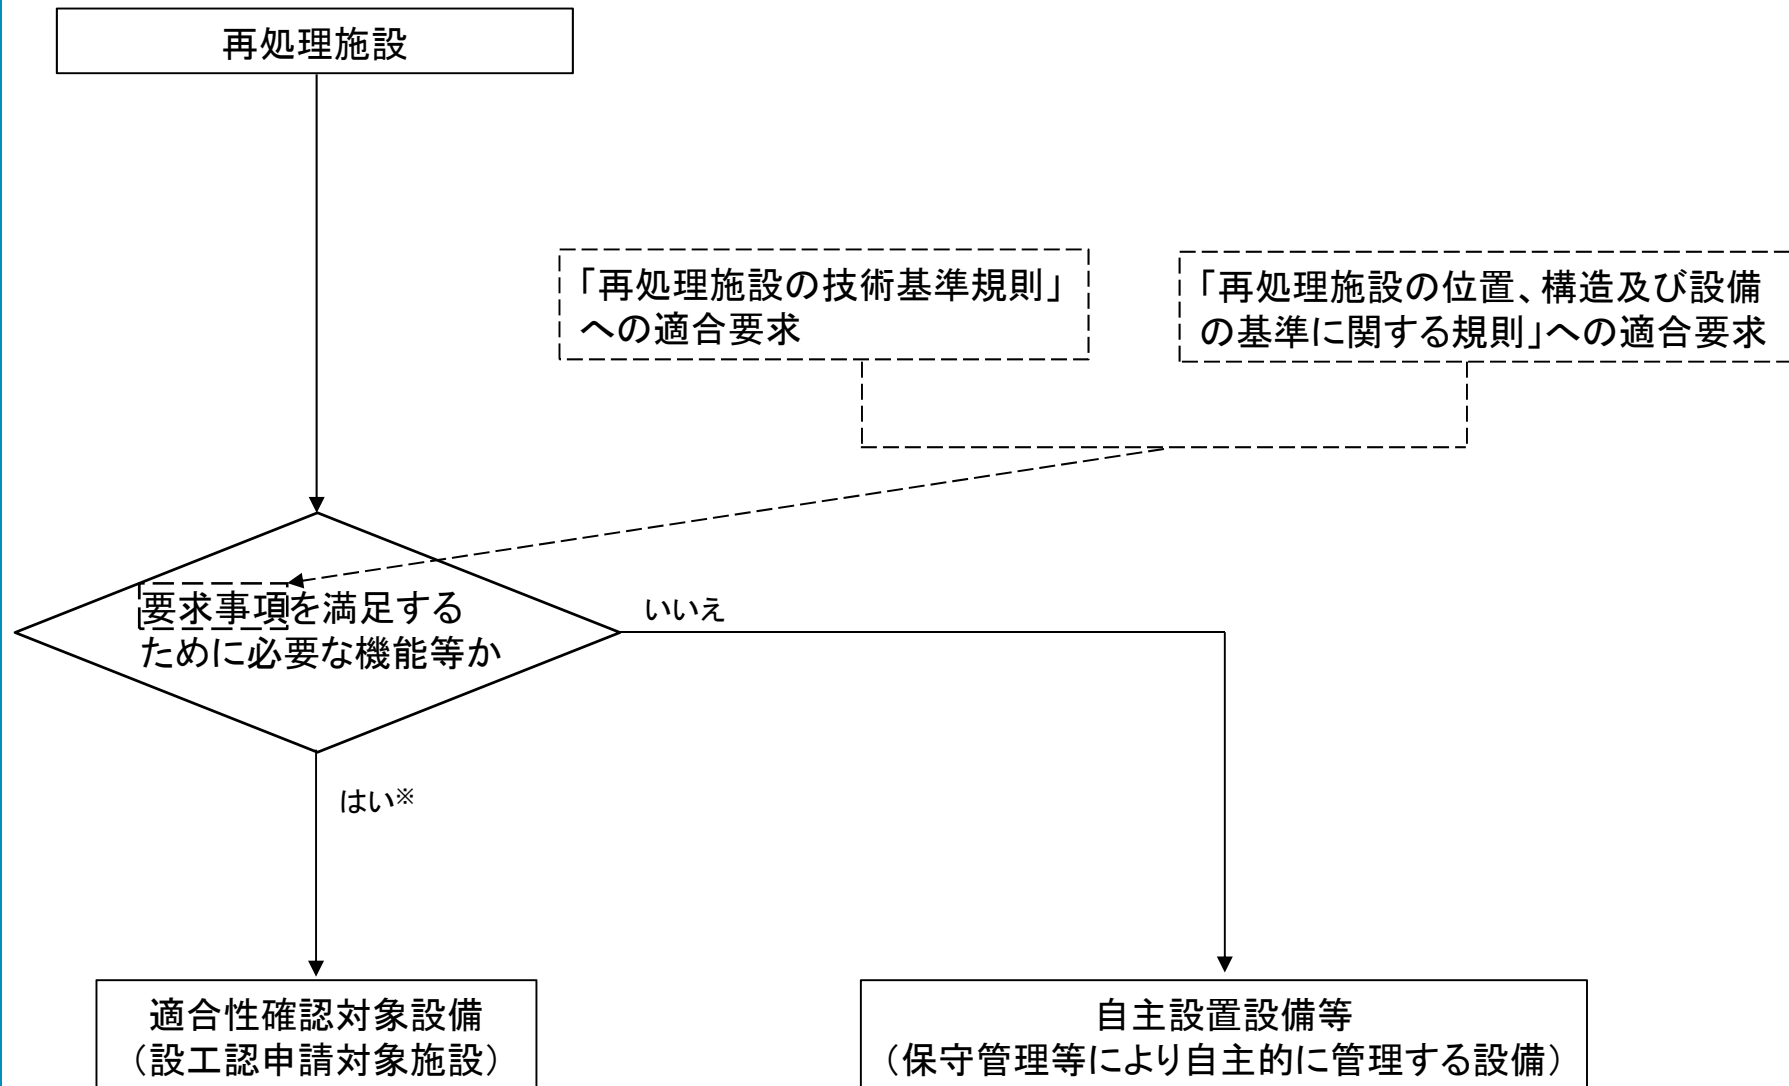 再処理施設
「再処理施設の技術基準規則」
への適合要求
「再処理施設の位置、構造及び設備
の基準に関する規則」への適合要求
要求事項を満足する
ために必要な機能等か
いいえ
はい※
適合性確認対象設備
（設工認申請対象施設）
自主設置設備等
（保守管理等により自主的に管理する設備）